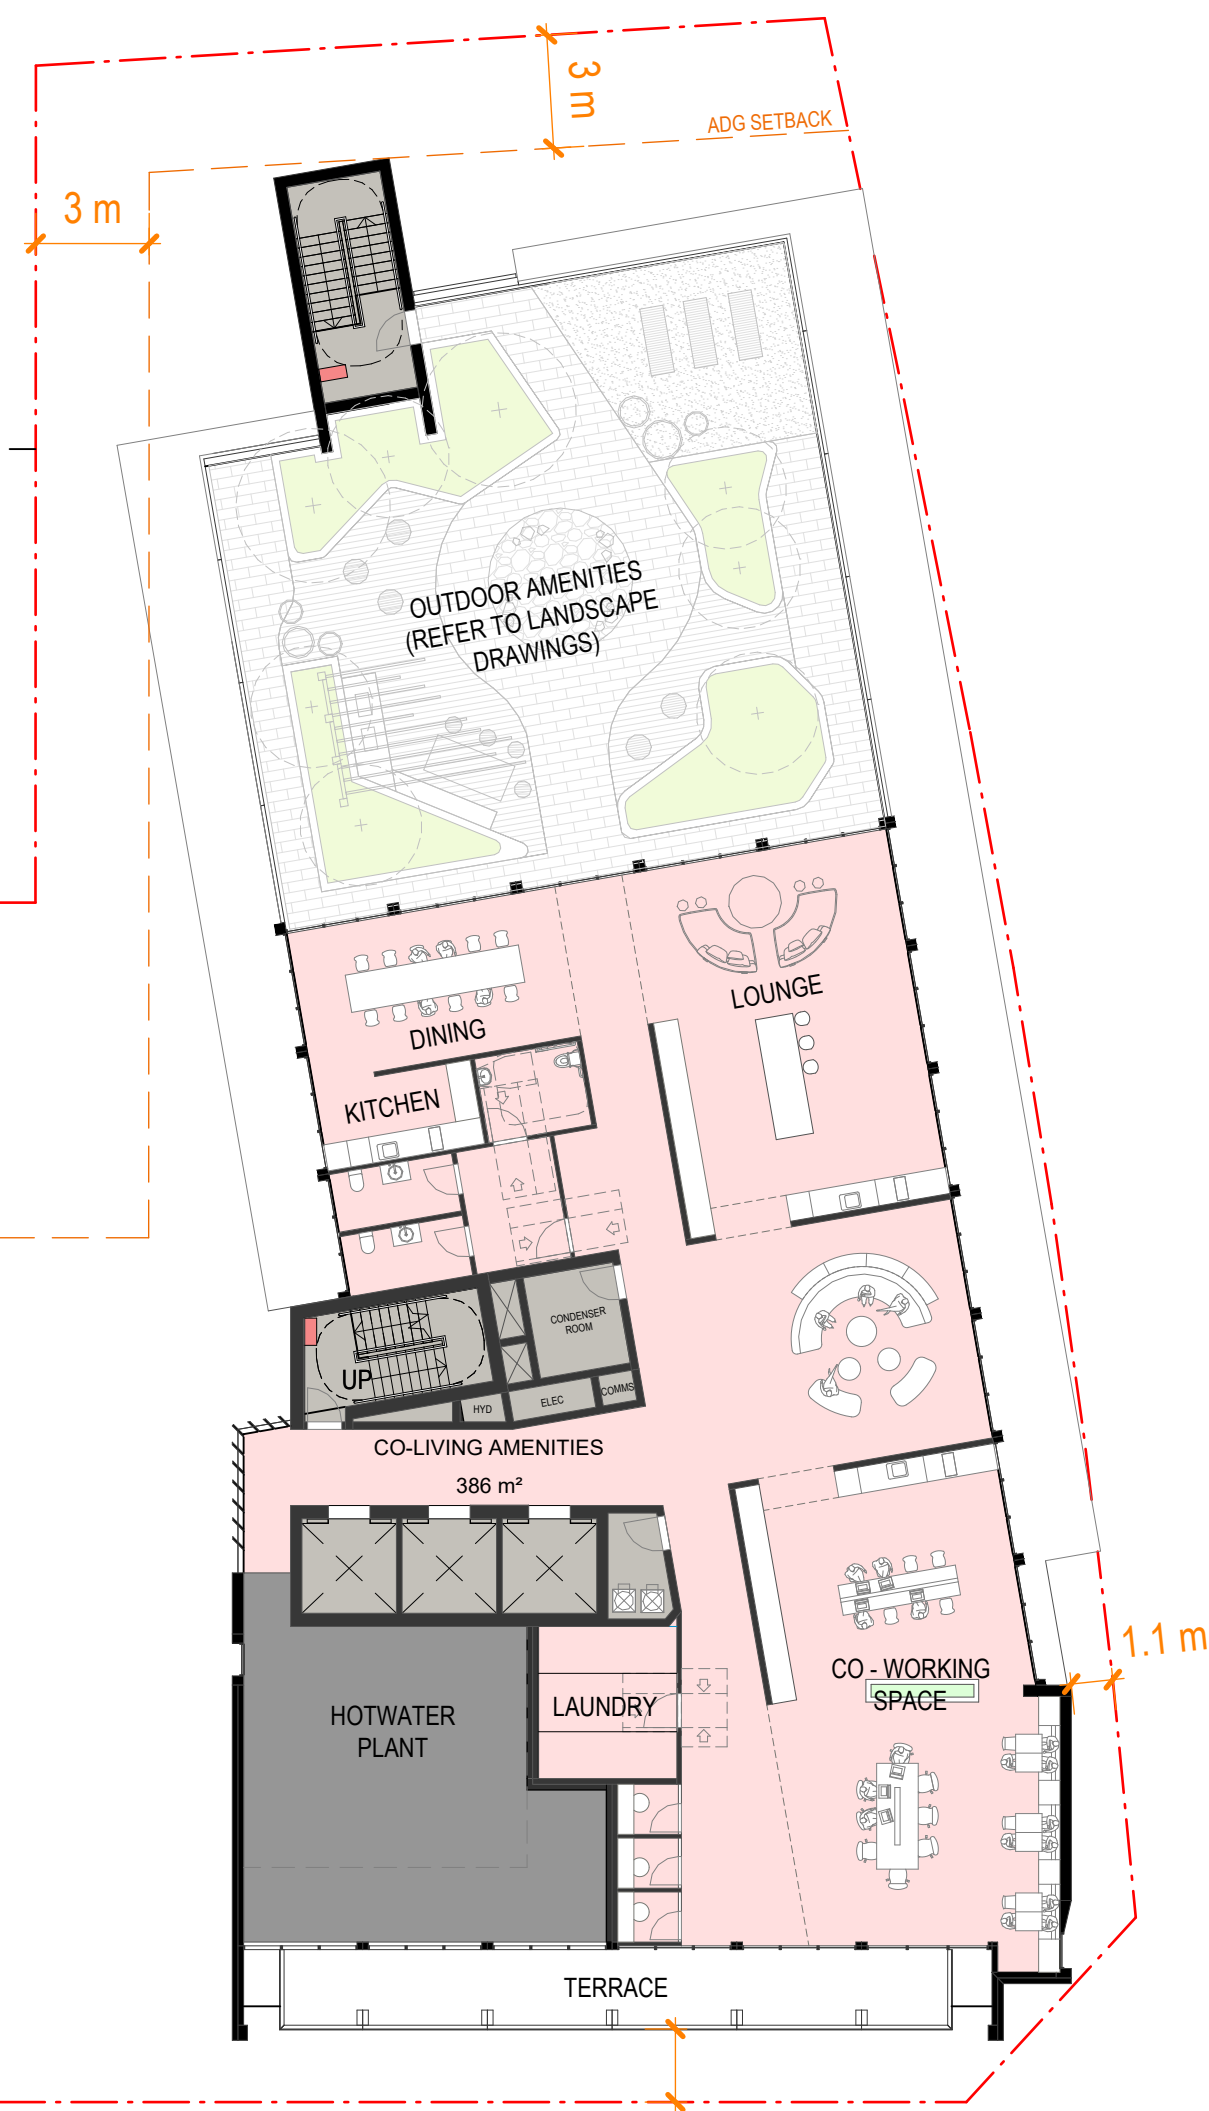 3 m
ADG SETBACK
3 m
OUTDOOR AMENITIES
(REFER TO LANDSCAPE
DRAWINGS)
LOUNGE
DINING
KITCHEN
CONDENSER
ROOM
UP
HYD
ELEC
COMMS
CO-LIVING AMENITIES
386 m²
1.1 m
CO - WORKING
SPACE
LAUNDRY
HOTWATER
PLANT
TERRACE